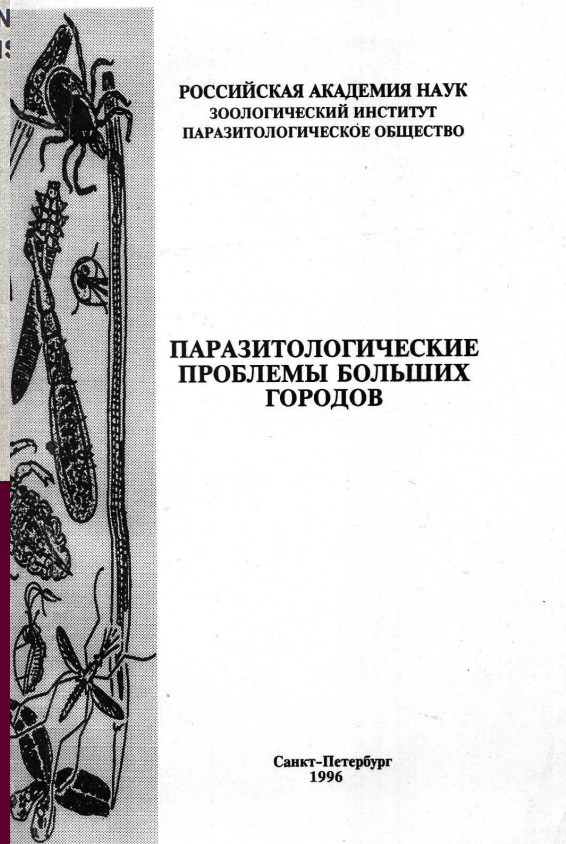 РОССИЙСКАЯ АКАДЕМИЯ НАУК
ЗООЛОГИЧЕСКИЙ ИНСТИТУТ
ПАРАЗИТОЛОГИЧЕСКОЕ ОБЩЕСТВО
ПАРАЗИТОЛОГИЧЕСКИЕ
ПРОБЛЕМЫ БОЛЬШИХ
ГОРОДОВ
Санкт-Петербург
1996